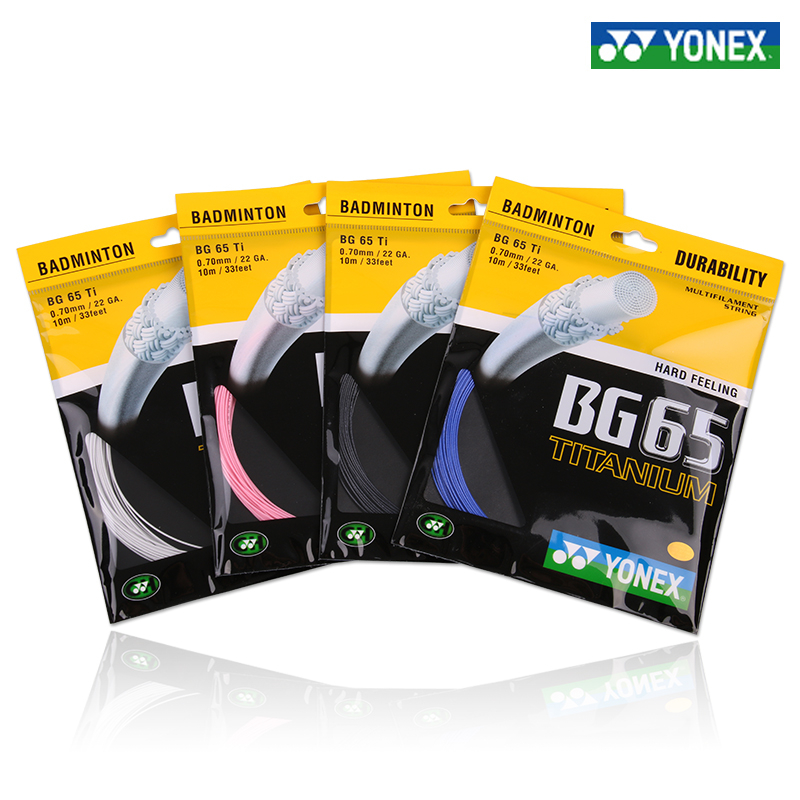 YONEX
BADMINTON
BG 65 Ti
0.70mm / 22 GA.
10m / 33feet
BADMINTON
BG 65 Ti
0.70mm / 22 GA.
10m / 33feet
BADMINTON
BG 65 Ti
0.70mm / 22 GA.
10m / 33feet
BADMINTON
BG 65 Ti
0.70mm / 22 GA.
10m / 33feet
DURABILITY
MULTIFILAMENT
STRING
HARD FEELING
BG65
TITANIUM
YONEX